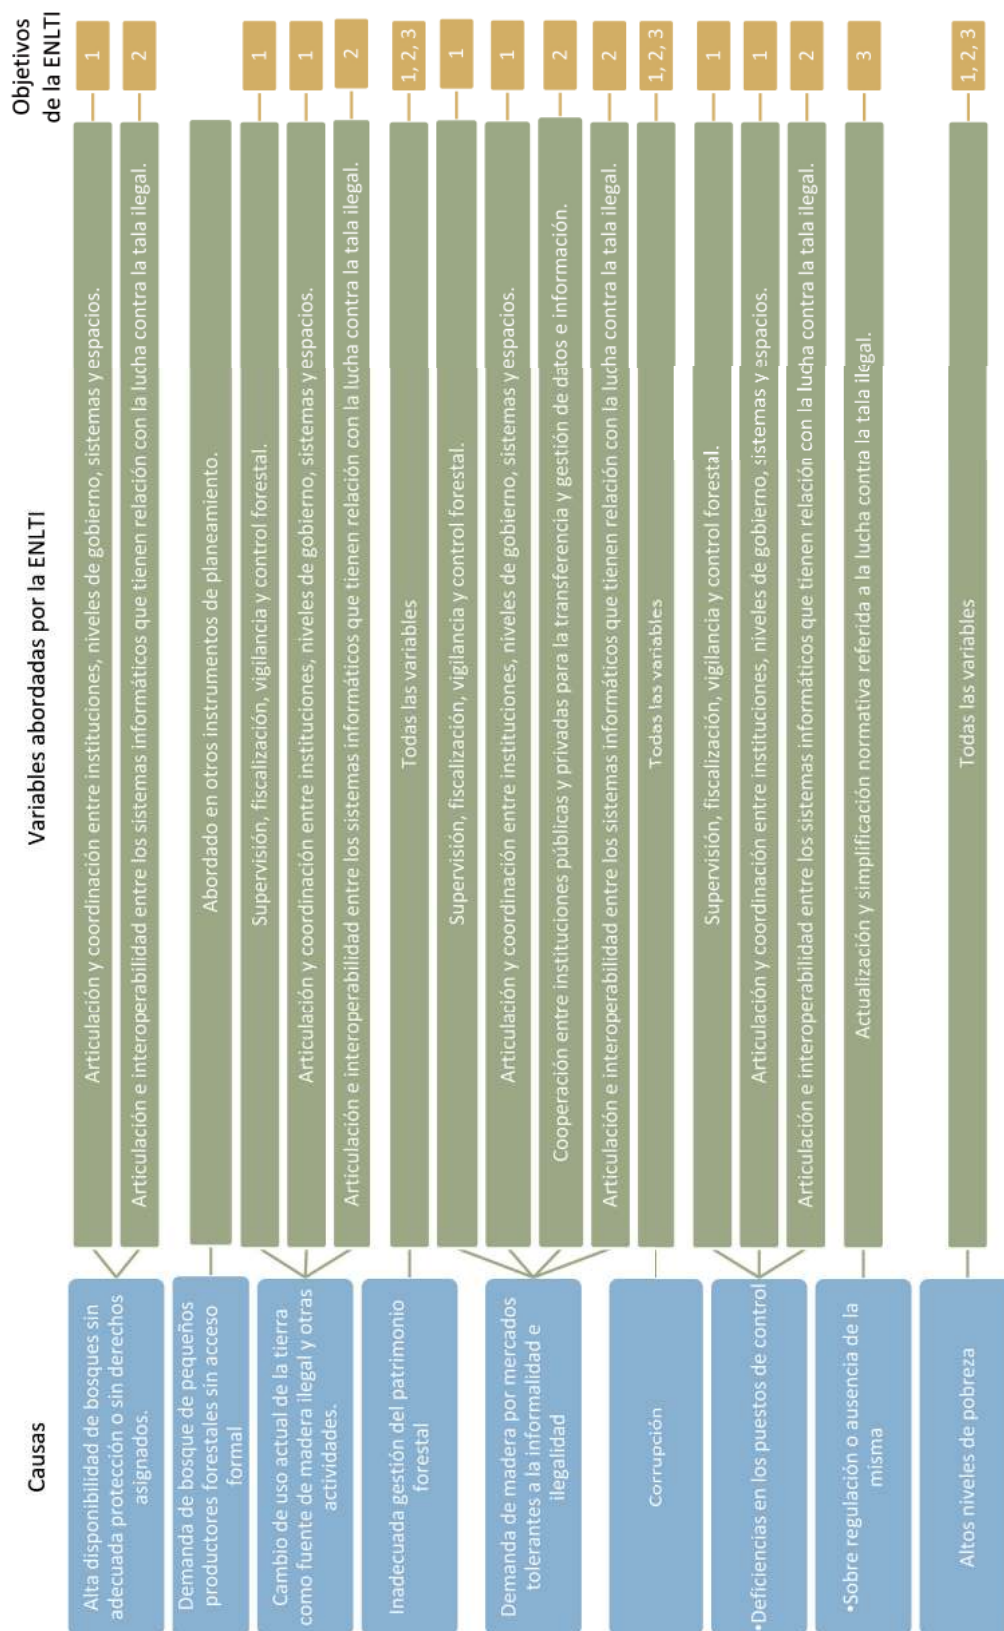 Causas
Variables abordadas por la ENLTI
Objetivos
de la ENLTI
Alta disponibilidad de bosques sin
adecuada protección o sin derechos
asignados.
Articulación y coordinación entre instituciones, niveles de gobierno, sistemas y espacios.
1
Articulación e interoperabilidad entre los sistemas informáticos que tienen relación con la lucha contra la tala ilegal.
2
Demanda de bosque de pequeños
productores forestales sin acceso
formal
Abordado en otros instrumentos de planeamiento.
Cambio de uso actual de la tierra
como fuente de madera ilegal y otras
actividades.
Supervisión, fiscalización, vigilancia y control forestal.
1
Articulación y coordinación entre instituciones, niveles de gobierno, sistemas y espacios.
1
Articulación e interoperabilidad entre los sistemas informáticos que tienen relación con la lucha contra la tala ilegal.
2
Inadecuada gestión del patrimonio
forestal
Todas las variables
1, 2, 3
Demanda de madera por mercados
tolerantes a la informalidad e
ilegalidad
Supervisión, fiscalización, vigilancia y control forestal.
1
Articulación y coordinación entre instituciones, niveles de gobierno, sistemas y espacios.
1
Cooperación entre instituciones públicas y privadas para la transferencia y gestión de datos e información.
2
Articulación e interoperabilidad entre los sistemas informáticos que tienen relación con la lucha contra la tala ilegal.
2
Corrupción
Todas las variables
1, 2, 3
•Deficiencias en los puestos de control
Supervisión, fiscalización, vigilancia y control forestal.
1
Articulación y coordinación entre instituciones, niveles de gobierno, sistemas y espacios.
1
Articulación e interoperabilidad entre los sistemas informáticos que tienen relación con la lucha contra la tala ilegal.
2
•Sobre regulación o ausencia de la
misma
Actualización y simplificación normativa referida a la lucha contra la tala ilegal.
3
Altos niveles de pobreza
Todas las variables
1, 2, 3